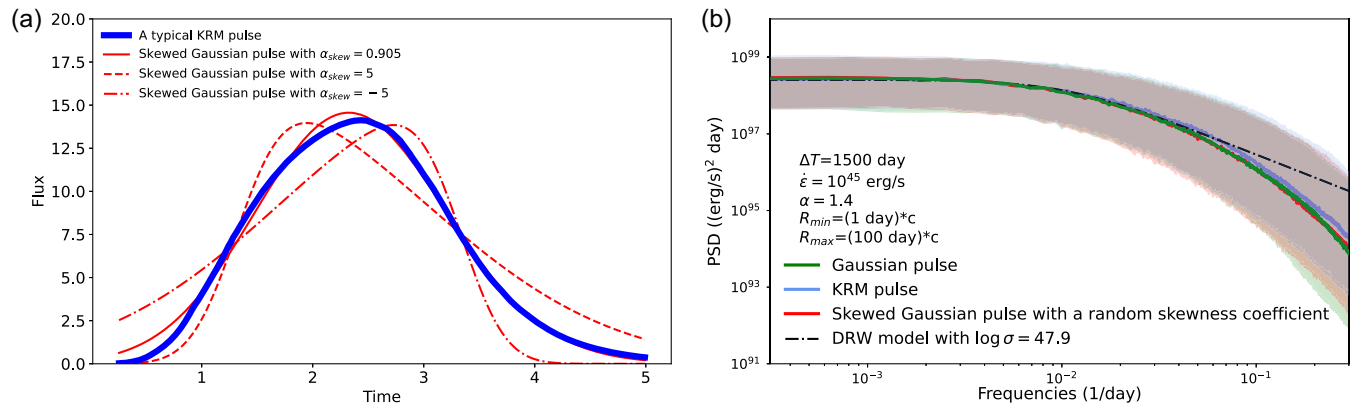 (a)
20.0
17.5
15.0
12.5
10.0
7.5
5.0
2.5
0.0
Flux
A typical KRM pulse
Skewed Gaussian pulse with α_skew = 0.905
Skewed Gaussian pulse with α_skew = 5
Skewed Gaussian pulse with α_skew = −5
1 2 3 4 5
Time
(b)
10^99
10^97
10^95
10^93
10^91
PSD ((erg/s)² day)
ΔT=1500 day
ε̇ = 10^45 erg/s
α = 1.4
R_min=(1 day)*c
R_max=(100 day)*c
Gaussian pulse
KRM pulse
Skewed Gaussian pulse with a random skewness coefficient
DRW model with log σ = 47.9
10^−3 10^−2 10^−1
Frequencies (1/day)